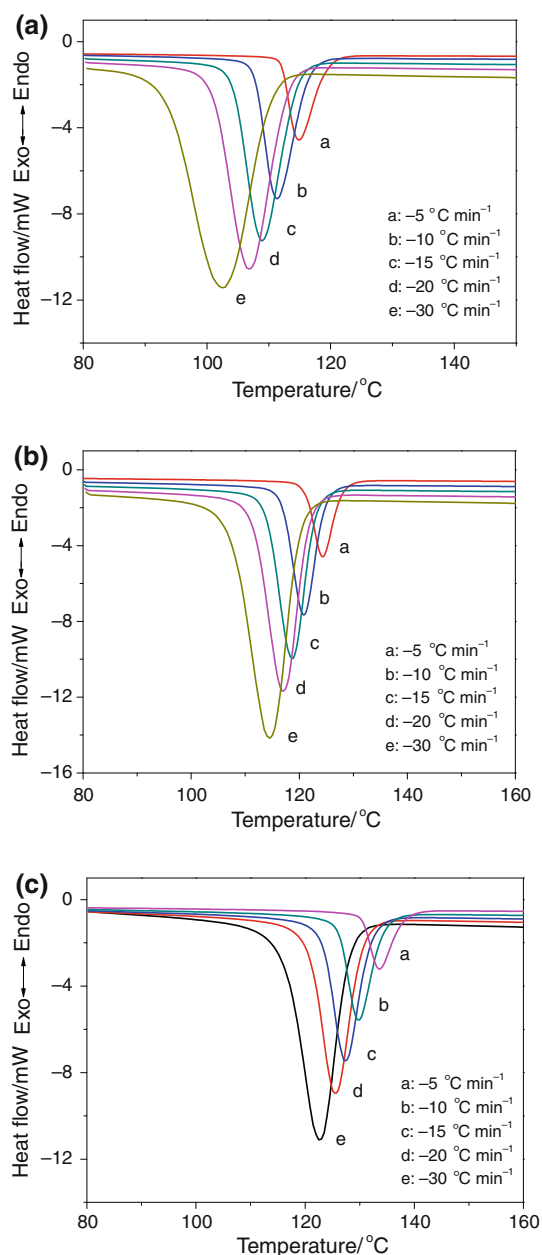 (a)
0
−4
−8
−12
Heat flow/mW Exo ⟷ Endo
a
b
c
d
e
a: −5 °C min⁻¹
b: −10 °C min⁻¹
c: −15 °C min⁻¹
d: −20 °C min⁻¹
e: −30 °C min⁻¹
80 100 120 140
Temperature/°C
(b)
0
−4
−8
−12
−16
Heat flow/mW Exo ⟷ Endo
a
b
c
d
e
a: −5 °C min⁻¹
b: −10 °C min⁻¹
c: −15 °C min⁻¹
d: −20 °C min⁻¹
e: −30 °C min⁻¹
80 100 120 140 160
Temperature/°C
(c)
0
−4
−8
−12
Heat flow/mW Exo ⟷ Endo
a
b
c
d
e
a: −5 °C min⁻¹
b: −10 °C min⁻¹
c: −15 °C min⁻¹
d: −20 °C min⁻¹
e: −30 °C min⁻¹
80 100 120 140 160
Temperature/°C